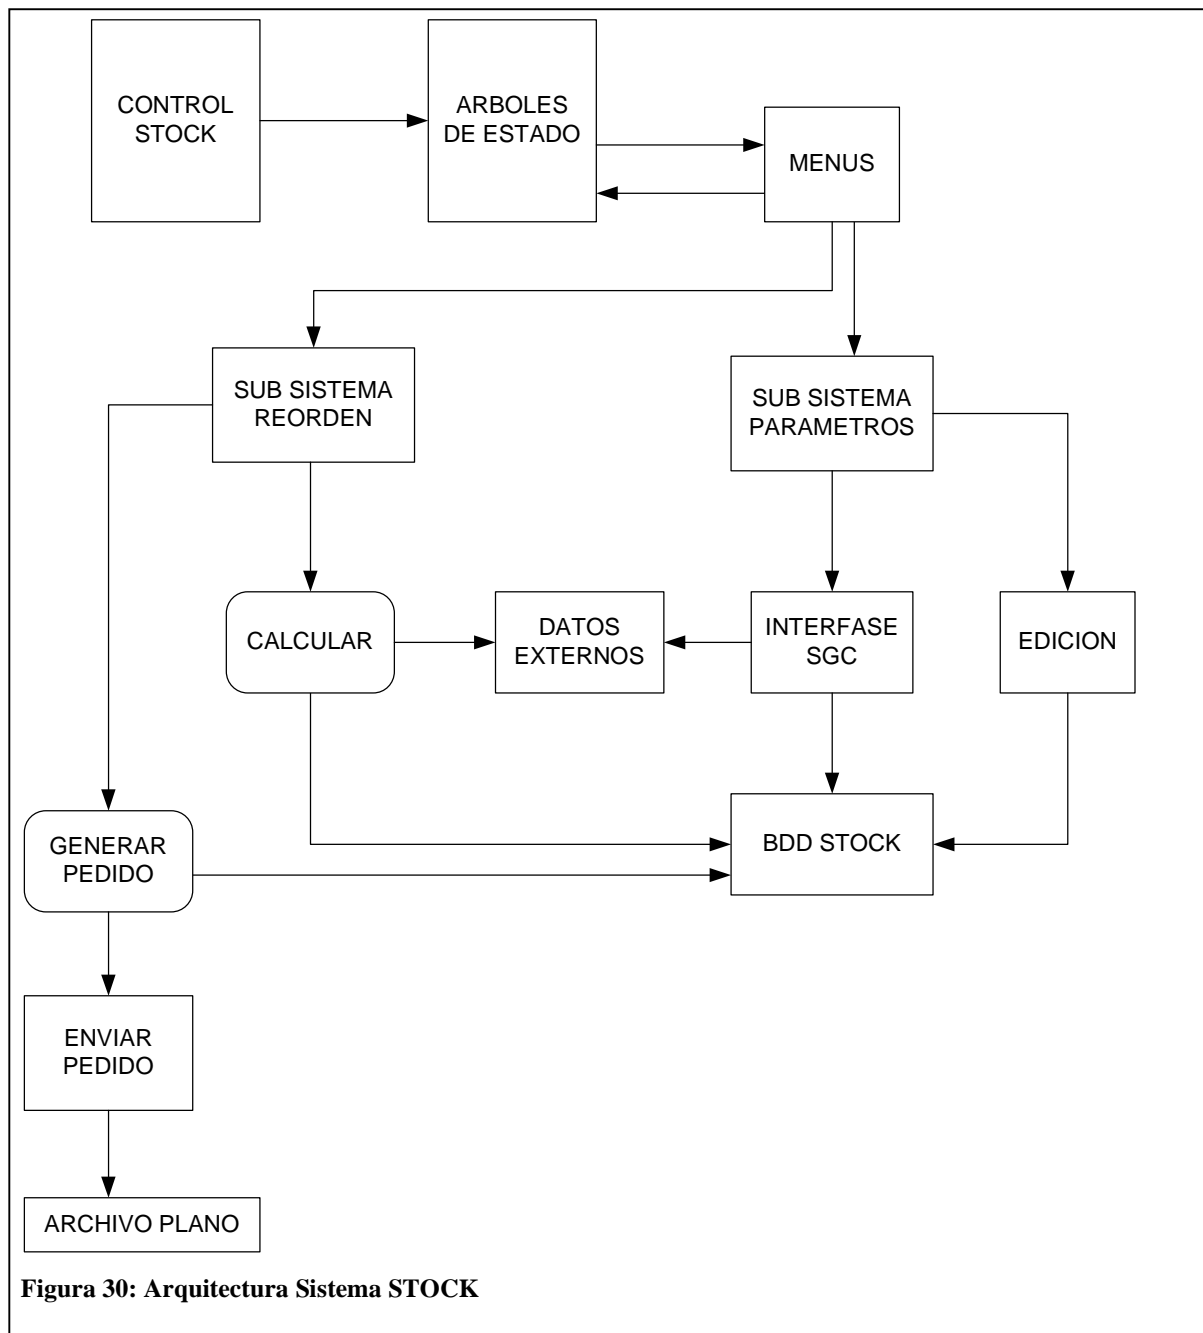 CONTROL
STOCK
ARBOLES
DE ESTADO
MENUS
SUB SISTEMA
REORDEN
SUB SISTEMA
PARAMETROS
CALCULAR
DATOS
EXTERNOS
INTERFASE
SGC
EDICION
GENERAR
PEDIDO
BDD STOCK
ENVIAR
PEDIDO
ARCHIVO PLANO
Figura 30: Arquitectura Sistema STOCK